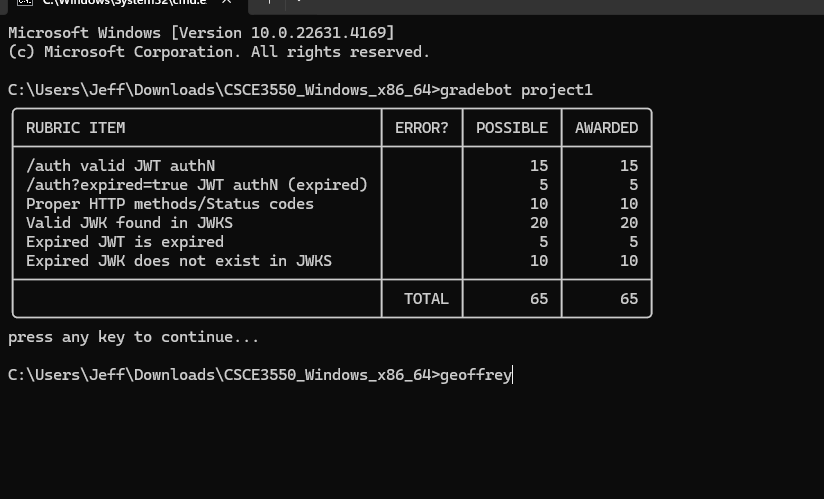 C:\Windows\System32\cmd.e
Microsoft Windows [Version 10.0.22631.4169]
(c) Microsoft Corporation. All rights reserved.
C:\Users\Jeff\Downloads\CSCE3550_Windows_x86_64>gradebot project1
RUBRIC ITEM ERROR? POSSIBLE AWARDED
/auth valid JWT authN 15 15
/auth?expired=true JWT authN (expired) 5 5
Proper HTTP methods/Status codes 10 10
Valid JWK found in JWKS 20 20
Expired JWT is expired 5 5
Expired JWK does not exist in JWKS 10 10
TOTAL 65 65
press any key to continue...
C:\Users\Jeff\Downloads\CSCE3550_Windows_x86_64>geoffrey